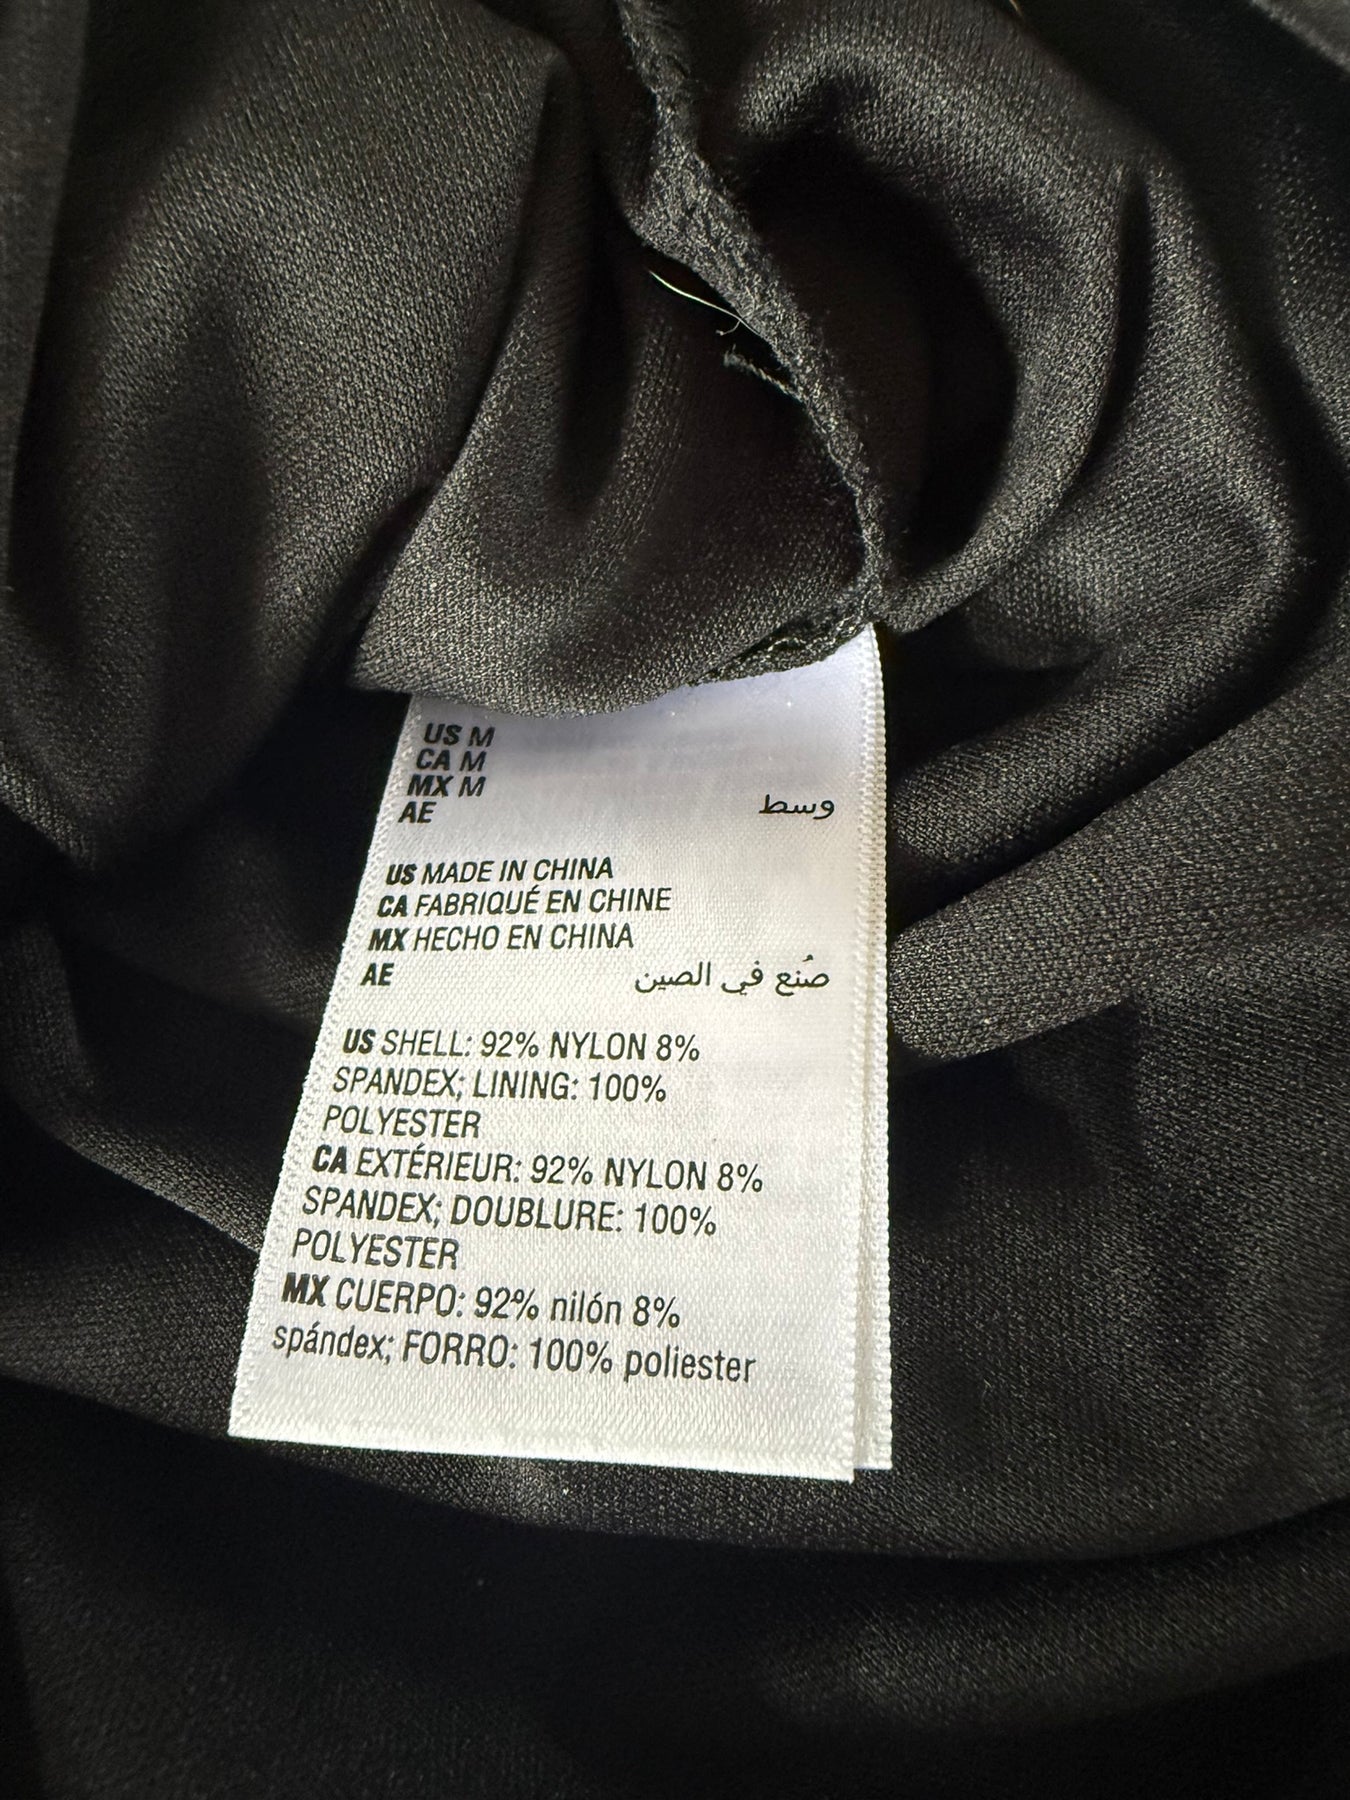 US M
CA M
MX M
AE وسط
US MADE IN CHINA
CA FABRIQUÉ EN CHINE
MX HECHO EN CHINA
AE صُنع في الصين
US SHELL: 92% NYLON 8%
SPANDEX; LINING: 100%
POLYESTER
CA EXTÉRIEUR: 92% NYLON 8%
SPANDEX; DOUBLURE: 100%
POLYESTER
MX CUERPO: 92% nilón 8%
spándex; FORRO: 100% poliester